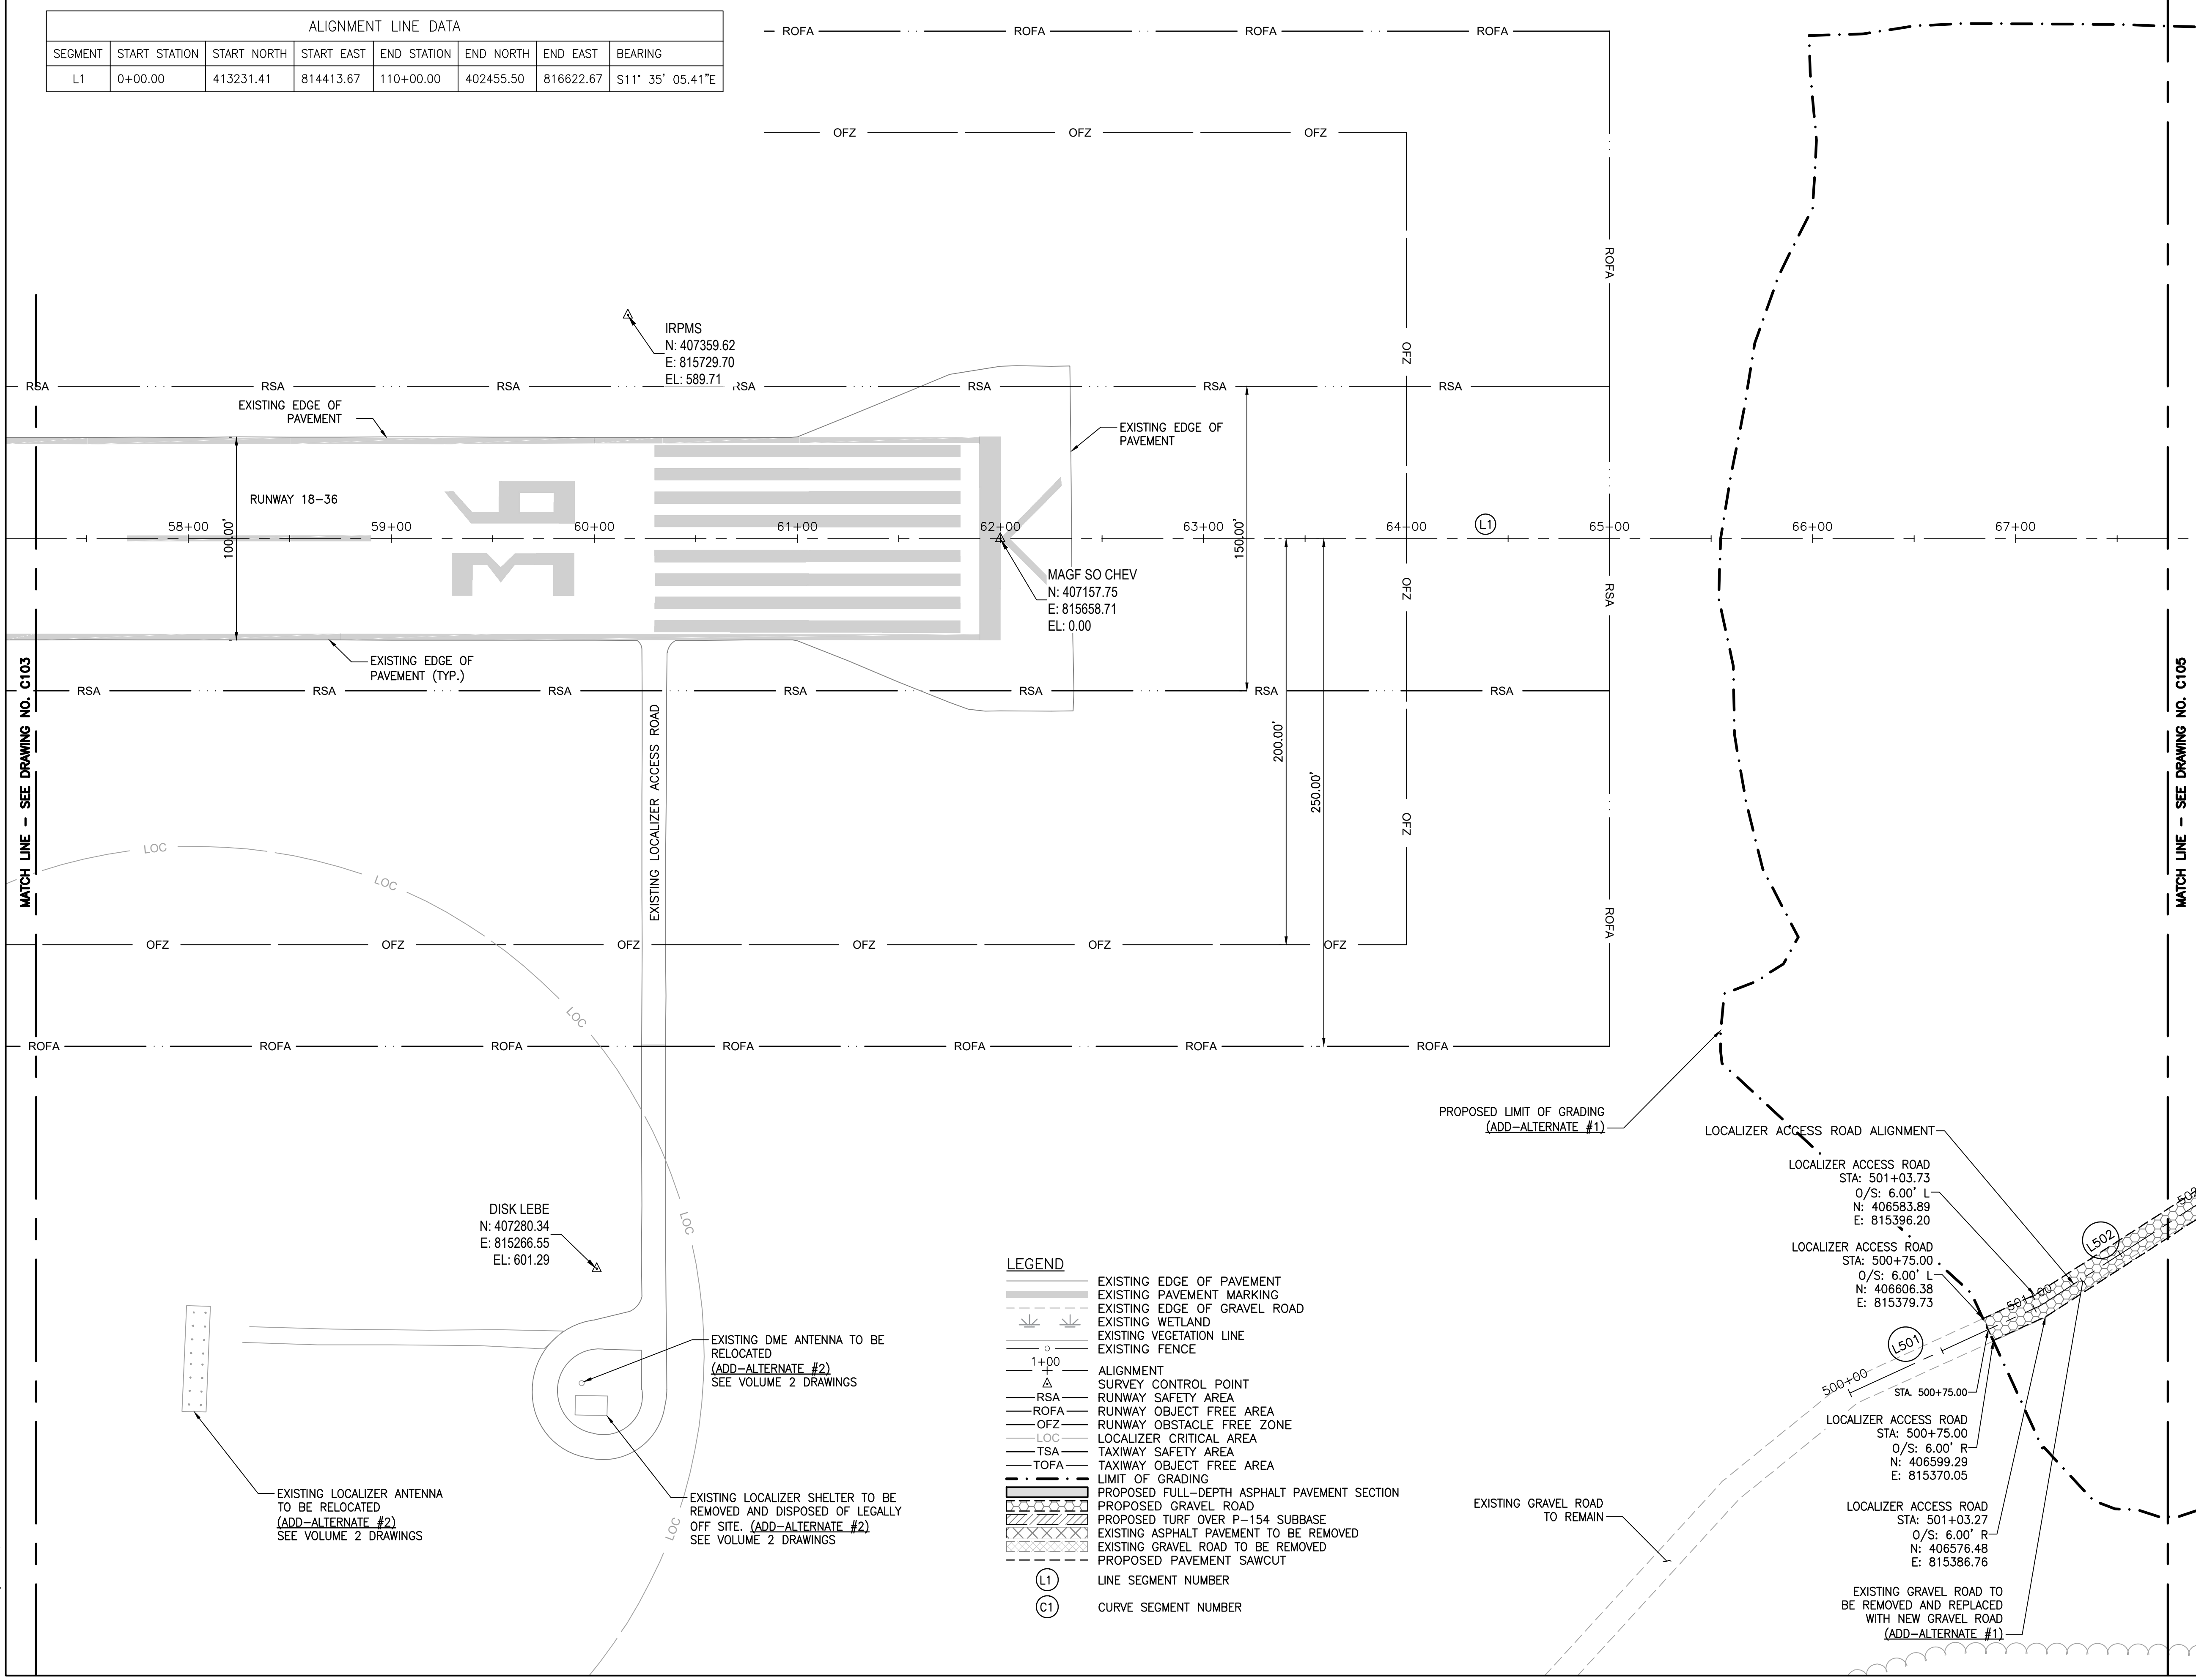 ALIGNMENT LINE DATA
SEGMENT START STATION START NORTH START EAST END STATION END NORTH END EAST BEARING
L1 0+00.00 413231.41 814413.67 110+00.00 402455.50 816622.67 S11° 35' 05.41"E
ROFA ROFA ROFA ROFA
OFZ OFZ OFZ
ROFA
IRPMS
N: 407359.62
E: 815729.70
EL: 589.71
OFZ
RSA RSA RSA RSA RSA RSA RSA
EXISTING EDGE OF
PAVEMENT
EXISTING EDGE OF
PAVEMENT
RUNWAY 18-36
36
58+00 59+00 60+00 61+00 62+00 63+00 64+00 65+00 66+00 67+00
L1
100.00'
150.00'
MAGF SO CHEV
N: 407157.75
E: 815658.71
EL: 0.00
OFZ
RSA
EXISTING EDGE OF
PAVEMENT (TYP.)
RSA RSA RSA RSA RSA RSA RSA
MATCH LINE - SEE DRAWING NO. C103
MATCH LINE - SEE DRAWING NO. C105
EXISTING LOCALIZER ACCESS ROAD
200.00'
250.00'
OFZ
LOC
LOC
LOC
LOC
LOC
ROFA
OFZ OFZ OFZ OFZ OFZ OFZ
ROFA ROFA ROFA ROFA ROFA ROFA ROFA
PROPOSED LIMIT OF GRADING
(ADD-ALTERNATE #1)
LOCALIZER ACCESS ROAD ALIGNMENT
LOCALIZER ACCESS ROAD
STA: 501+03.73
O/S: 6.00' L
N: 406583.89
E: 815396.20
LOCALIZER ACCESS ROAD
STA: 500+75.00
O/S: 6.00' L
N: 406606.38
E: 815379.73
L502
501+00
L501
500+00
STA. 500+75.00
LOCALIZER ACCESS ROAD
STA: 500+75.00
O/S: 6.00' R
N: 406599.29
E: 815370.05
LOCALIZER ACCESS ROAD
STA: 501+03.27
O/S: 6.00' R
N: 406576.48
E: 815386.76
EXISTING GRAVEL ROAD TO
BE REMOVED AND REPLACED
WITH NEW GRAVEL ROAD
(ADD-ALTERNATE #1)
EXISTING GRAVEL ROAD
TO REMAIN
DISK LEBE
N: 407280.34
E: 815266.55
EL: 601.29
EXISTING DME ANTENNA TO BE
RELOCATED
(ADD-ALTERNATE #2)
SEE VOLUME 2 DRAWINGS
EXISTING LOCALIZER ANTENNA
TO BE RELOCATED
(ADD-ALTERNATE #2)
SEE VOLUME 2 DRAWINGS
EXISTING LOCALIZER SHELTER TO BE
REMOVED AND DISPOSED OF LEGALLY
OFF SITE. (ADD-ALTERNATE #2)
SEE VOLUME 2 DRAWINGS
LEGEND
EXISTING EDGE OF PAVEMENT
EXISTING PAVEMENT MARKING
EXISTING EDGE OF GRAVEL ROAD
EXISTING WETLAND
EXISTING VEGETATION LINE
EXISTING FENCE
1+00 ALIGNMENT
SURVEY CONTROL POINT
RSA RUNWAY SAFETY AREA
ROFA RUNWAY OBJECT FREE AREA
OFZ RUNWAY OBSTACLE FREE ZONE
LOC LOCALIZER CRITICAL AREA
TSA TAXIWAY SAFETY AREA
TOFA TAXIWAY OBJECT FREE AREA
LIMIT OF GRADING
PROPOSED FULL-DEPTH ASPHALT PAVEMENT SECTION
PROPOSED GRAVEL ROAD
PROPOSED TURF OVER P-154 SUBBASE
EXISTING ASPHALT PAVEMENT TO BE REMOVED
EXISTING GRAVEL ROAD TO BE REMOVED
PROPOSED PAVEMENT SAWCUT
L1 LINE SEGMENT NUMBER
C1 CURVE SEGMENT NUMBER